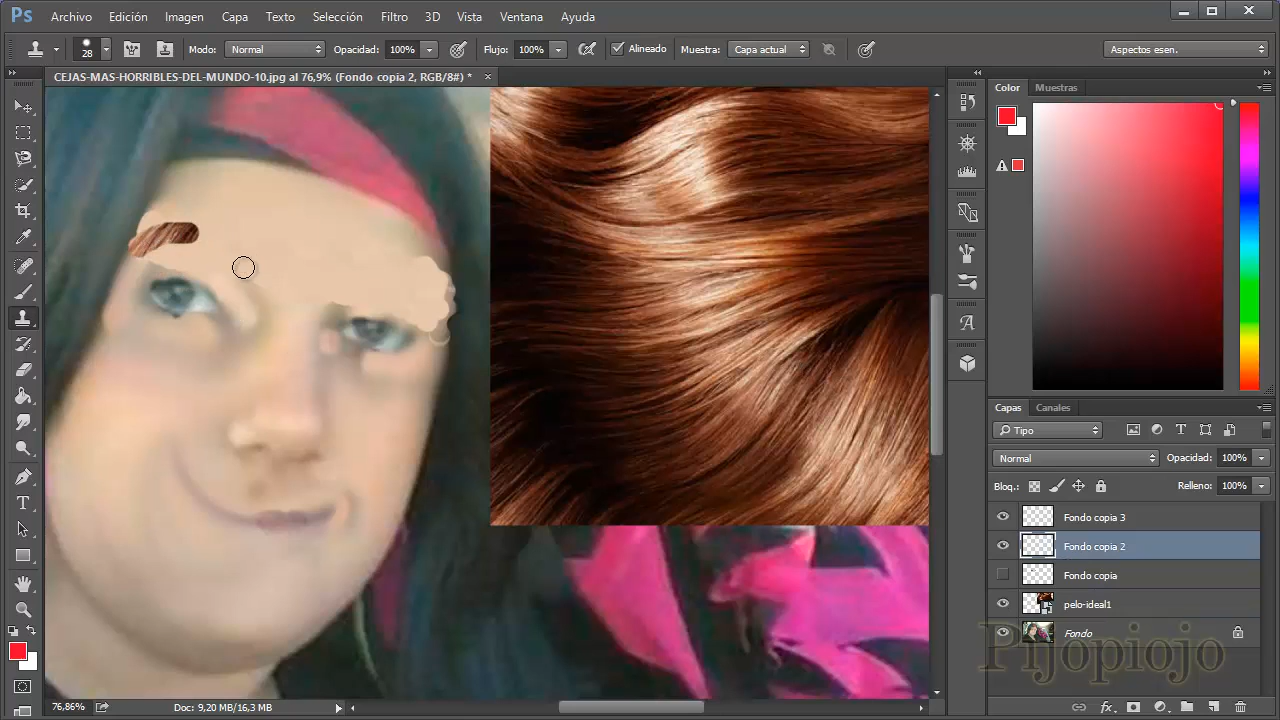 Ps Archivo Edición Imagen Capa Texto Selección Filtro 3D Vista Ventana Ayuda
28 Modo: Normal Opacidad: 100% Flujo: 100% Alineado Muestra: Capa actual Aspectos esen.
CEJAS-MAS-HORRIBLES-DEL-MUNDO-10.jpg al 76,9% (Fondo copia 2, RGB/8#) * ×
Color Muestras
Capas Canales
Tipo
Normal Opacidad: 100%
Bloq.: Relleno: 100%
Fondo copia 3
Fondo copia 2
Fondo copia
pelo-ideal1
Fondo
Pijopiojo
76,86% Doc: 9,20 MB/16,3 MB